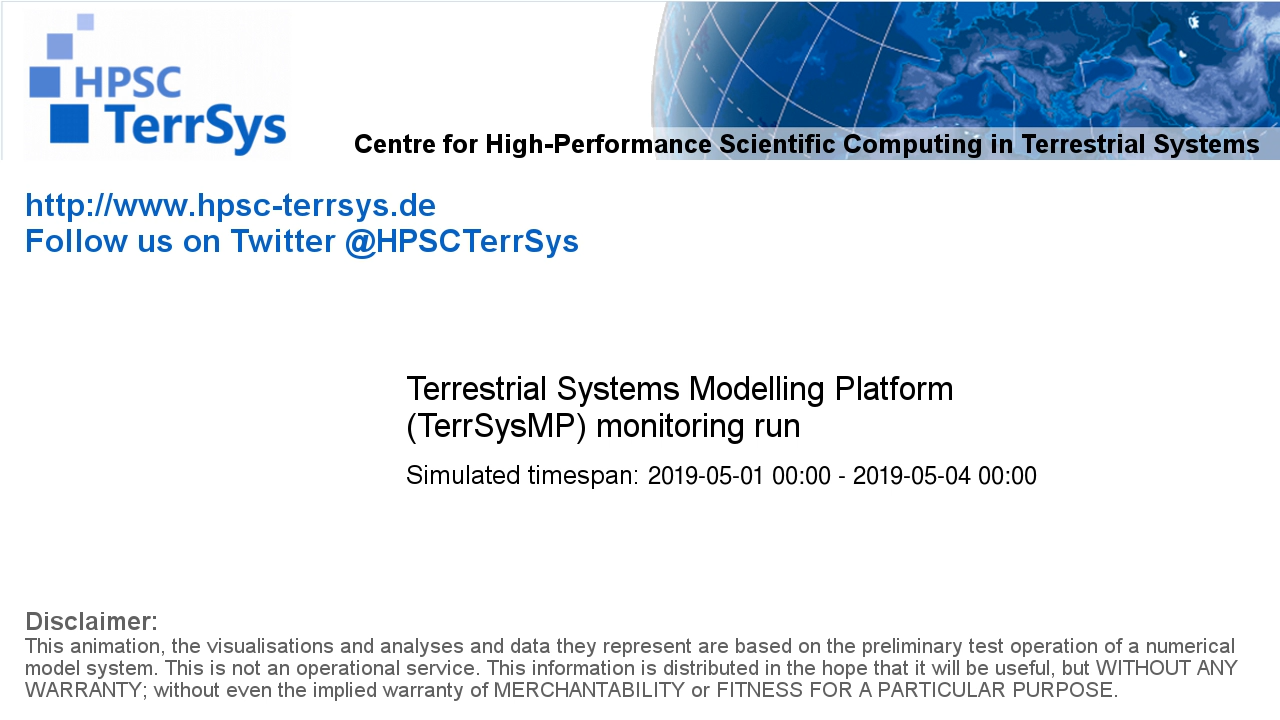 HPSC
TerrSys
Centre for High-Performance Scientific Computing in Terrestrial Systems
http://www.hpsc-terrsys.de
Follow us on Twitter @HPSCTerrSys
Terrestrial Systems Modelling Platform
(TerrSysMP) monitoring run
Simulated timespan: 2019-05-01 00:00 - 2019-05-04 00:00
Disclaimer:
This animation, the visualisations and analyses and data they represent are based on the preliminary test operation of a numerical
model system. This is not an operational service. This information is distributed in the hope that it will be useful, but WITHOUT ANY
WARRANTY; without even the implied warranty of MERCHANTABILITY or FITNESS FOR A PARTICULAR PURPOSE.